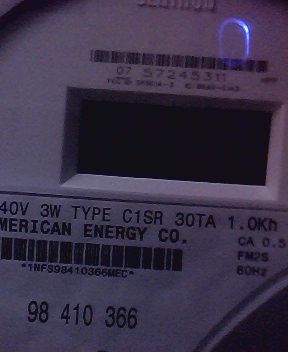 07 57245311
40V 3W TYPE C1SR 30TA 1.0Kh
MERICAN ENERGY CO.
CA 0.5
FM2S
60Hz
*1NFS98410366MEC*
98 410 366